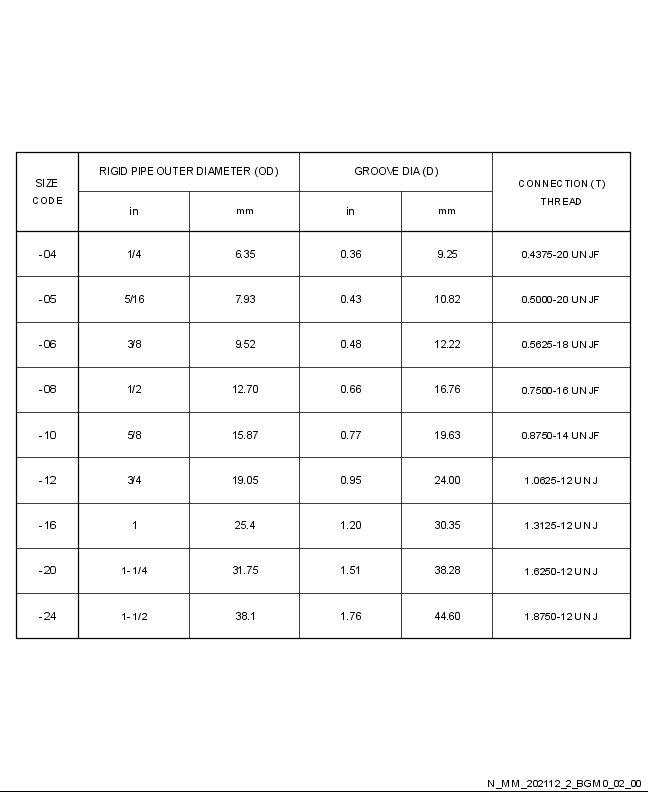 SIZE CODE RIGID PIPE OUTER DIAMETER (OD) GROOVE DIA (D) CONNECTION (T) THREAD
in mm in mm
-04 1/4 6.35 0.36 9.25 0.4375-20 UNJF
-05 5/16 7.93 0.43 10.82 0.5000-20 UNJF
-06 3/8 9.52 0.48 12.22 0.5625-18 UNJF
-08 1/2 12.70 0.66 16.76 0.7500-16 UNJF
-10 5/8 15.87 0.77 19.63 0.8750-14 UNJF
-12 3/4 19.05 0.95 24.00 1.0625-12 UNJ
-16 1 25.4 1.20 30.35 1.3125-12 UNJ
-20 1-1/4 31.75 1.51 38.28 1.6250-12 UNJ
-24 1-1/2 38.1 1.76 44.60 1.8750-12 UNJ
N_MM_202112_2_BGM0_02_00